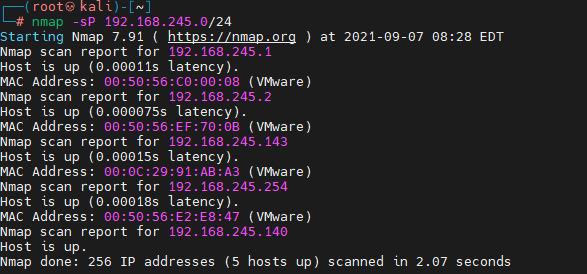 ┌──(root㉿kali)-[~]
└─# nmap -sP 192.168.245.0/24
Starting Nmap 7.91 ( https://nmap.org ) at 2021-09-07 08:28 EDT
Nmap scan report for 192.168.245.1
Host is up (0.00011s latency).
MAC Address: 00:50:56:C0:00:08 (VMware)
Nmap scan report for 192.168.245.2
Host is up (0.000075s latency).
MAC Address: 00:50:56:EF:70:0B (VMware)
Nmap scan report for 192.168.245.143
Host is up (0.00015s latency).
MAC Address: 00:0C:29:91:AB:A3 (VMware)
Nmap scan report for 192.168.245.254
Host is up (0.00018s latency).
MAC Address: 00:50:56:E2:E8:47 (VMware)
Nmap scan report for 192.168.245.140
Host is up.
Nmap done: 256 IP addresses (5 hosts up) scanned in 2.07 seconds